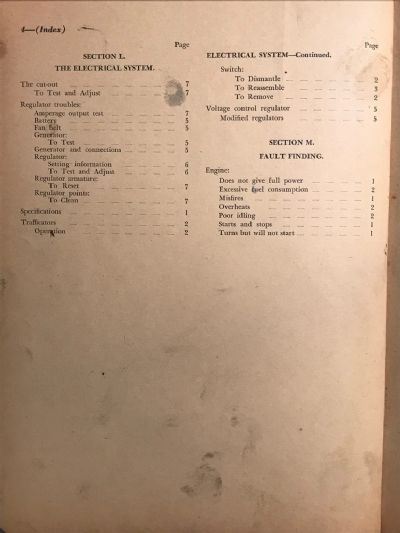 4—(Index)
Page
SECTION L.
THE ELECTRICAL SYSTEM.
The cut-out 7
To Test and Adjust 7
Regulator troubles:
Amperage output test 7
Battery 5
Fan belt 5
Generator:
To Test 5
Generator and connections 5
Regulator:
Setting information 6
To Test and Adjust 6
Regulator armature:
To Reset 7
Regulator points:
To Clean 7
Specifications 1
Trafficators 2
Operation 2
Page
ELECTRICAL SYSTEM—Continued.
Switch:
To Dismantle 2
To Reassemble 3
To Remove 2
Voltage control regulator 5
Modified regulators 5
SECTION M.
FAULT FINDING.
Engine:
Does not give full power 1
Excessive fuel consumption 2
Misfires 1
Overheats 2
Poor idling 2
Starts and stops 1
Turns but will not start 1